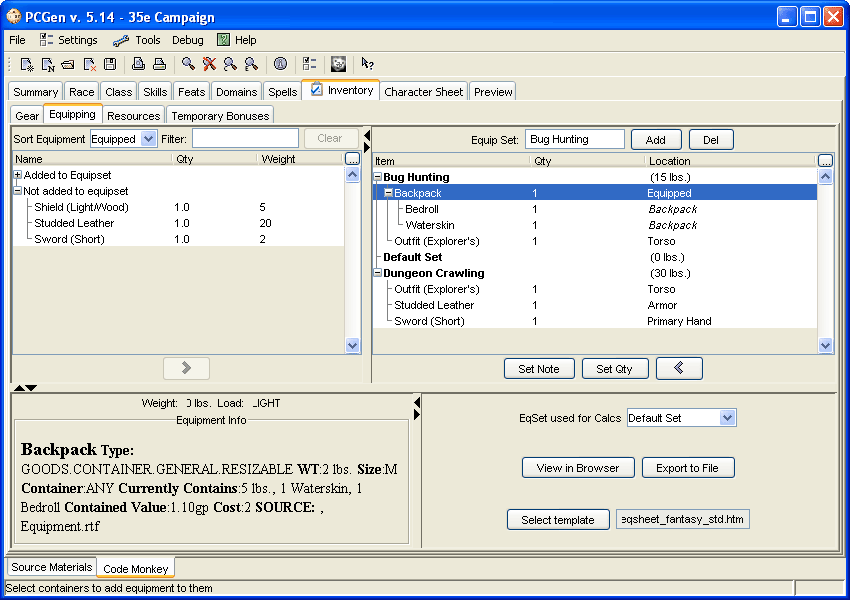 PCGen v. 5.14 - 35e Campaign
File Settings Tools Debug Help
Summary Race Class Skills Feats Domains Spells Inventory Character Sheet Preview
Gear Equipping Resources Temporary Bonuses
Sort Equipment Equipped Filter: Clear
Name Qty Weight ...
Added to Equipset
Not added to equipset
Shield (Light/Wood) 1.0 5
Studded Leather 1.0 20
Sword (Short) 1.0 2
Equip Set: Bug Hunting Add Del
Item Qty Location ...
Bug Hunting (15 lbs.)
Backpack 1 Equipped
Bedroll 1 Backpack
Waterskin 1 Backpack
Outfit (Explorer's) 1 Torso
Default Set (0 lbs.)
Dungeon Crawling (30 lbs.)
Outfit (Explorer's) 1 Torso
Studded Leather 1 Armor
Sword (Short) 1 Primary Hand
Set Note Set Qty
Weight: 0 lbs. Load: LIGHT
Equipment Info
Backpack Type:
GOODS.CONTAINER.GENERAL.RESIZABLE WT:2 lbs. Size:M
Container:ANY Currently Contains:5 lbs., 1 Waterskin, 1
Bedroll Contained Value:1.10gp Cost:2 SOURCE: ,
Equipment.rtf
EqSet used for Calcs Default Set
View in Browser Export to File
Select template eqsheet_fantasy_std.htm
Source Materials Code Monkey
Select containers to add equipment to them